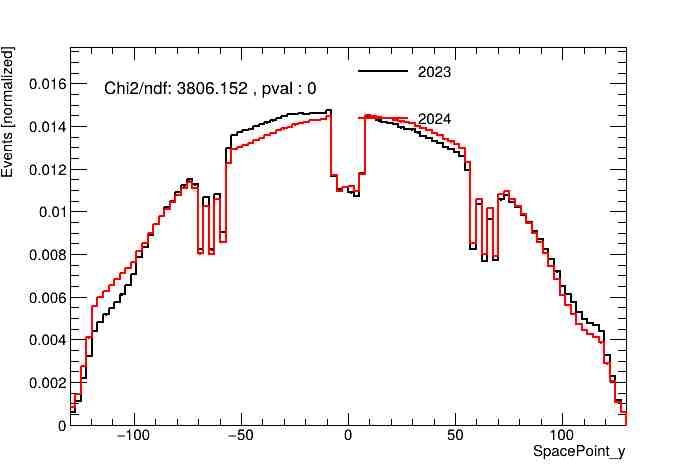 Events [normalized]
0.016
0.014
0.012
0.01
0.008
0.006
0.004
0.002
0
Chi2/ndf: 3806.152 , pval : 0
2023
2024
−100 −50 0 50 100
SpacePoint_y